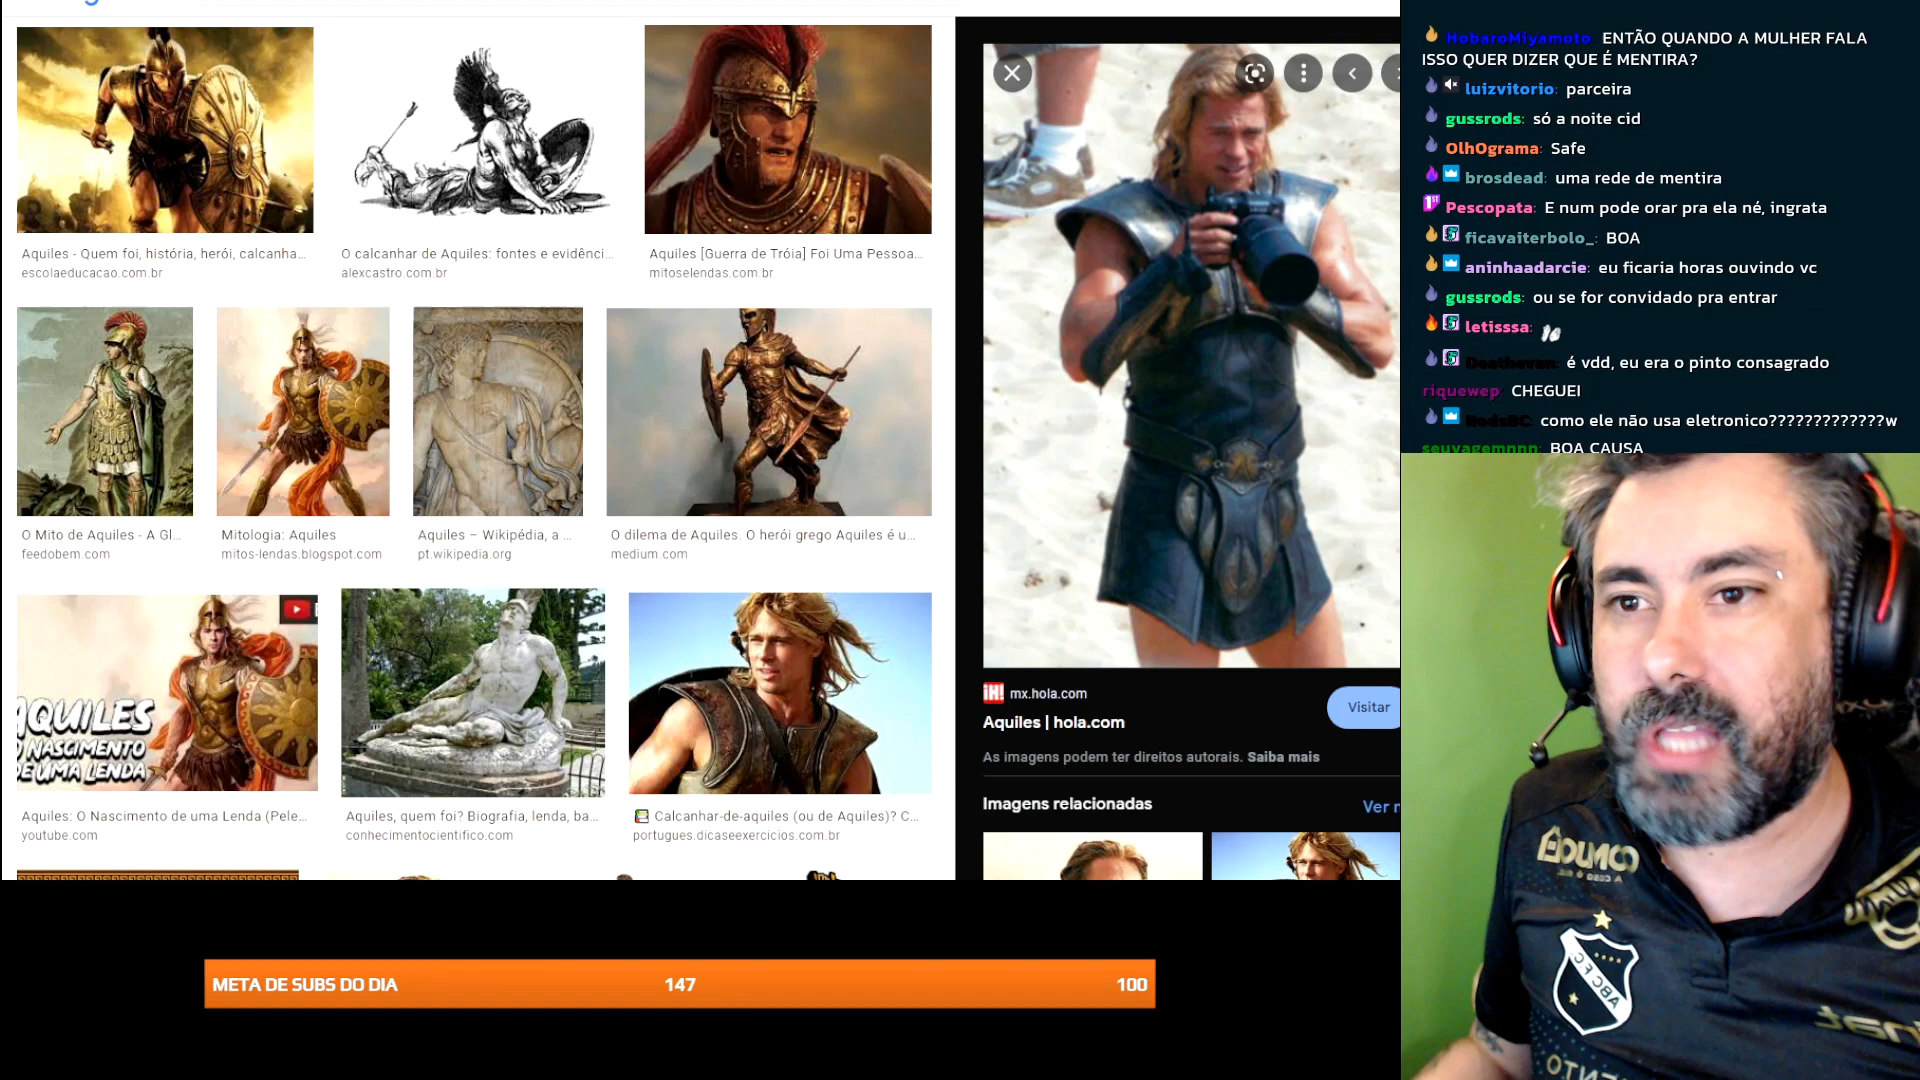 Aquiles - Quem foi, história, herói, calcanha...
escolaeducacao.com.br
O calcanhar de Aquiles: fontes e evidênci...
alexcastro.com.br
Aquiles [Guerra de Tróia] Foi Uma Pessoa...
mitoselendas.com.br
O Mito de Aquiles - A Gl...
feedobem.com
Mitologia: Aquiles
mitos-lendas.blogspot.com
Aquiles – Wikipédia, a ...
pt.wikipedia.org
O dilema de Aquiles. O herói grego Aquiles é u...
medium.com
AQUILES
O NASCIMENTO
DE UMA LENDA
Aquiles: O Nascimento de uma Lenda (Pele...
youtube.com
Aquiles, quem foi? Biografia, lenda, ba...
conhecimentocientifico.com
Calcanhar-de-aquiles (ou de Aquiles)? C...
portugues.dicaseexercicios.com.br
¡H!
mx.hola.com
Aquiles | hola.com
Visitar
As imagens podem ter direitos autorais. Saiba mais
Imagens relacionadas
Ver
HobaroMiyamoto ENTÃO QUANDO A MULHER FALA
ISSO QUER DIZER QUE É MENTIRA?
luizvitorio: parceira
gussrods: só a noite cid
OlhOgrama: Safe
brosdead: uma rede de mentira
1ST Pescopata: E num pode orar pra ela né, ingrata
ficavaiterbolo_: BOA
aninhaadarcie: eu ficaria horas ouvindo vc
gussrods: ou se for convidado pra entrar
letisssa:
Deathevan: é vdd, eu era o pinto consagrado
riquewep CHEGUEI
RodsBC: como ele não usa eletronico?????????????w
seuvagemnnnn: BOA CAUSA
ABC FC
META DE SUBS DO DIA 147 100